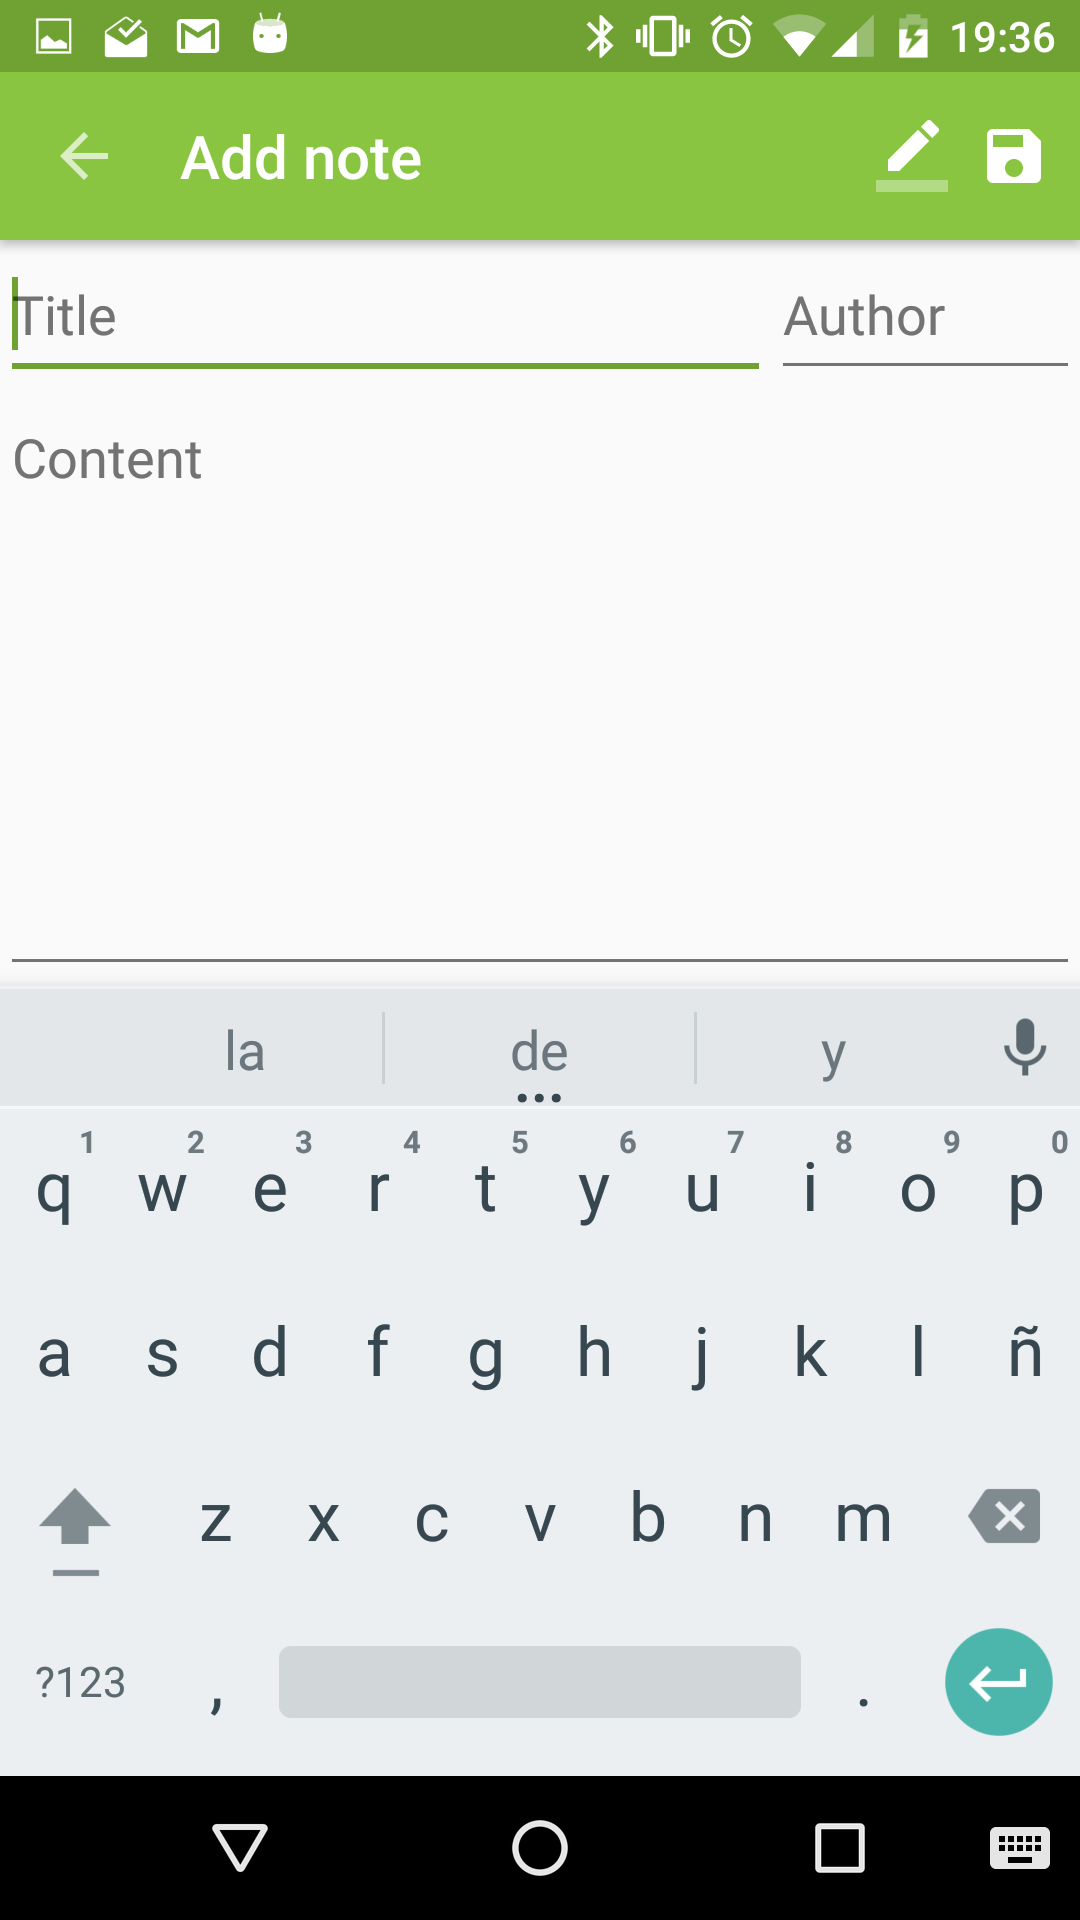 19:36
Add note
Title Author
Content
la de y
1 2 3 4 5 6 7 8 9 0
q w e r t y u i o p
a s d f g h j k l ñ
z x c v b n m
?123 , .